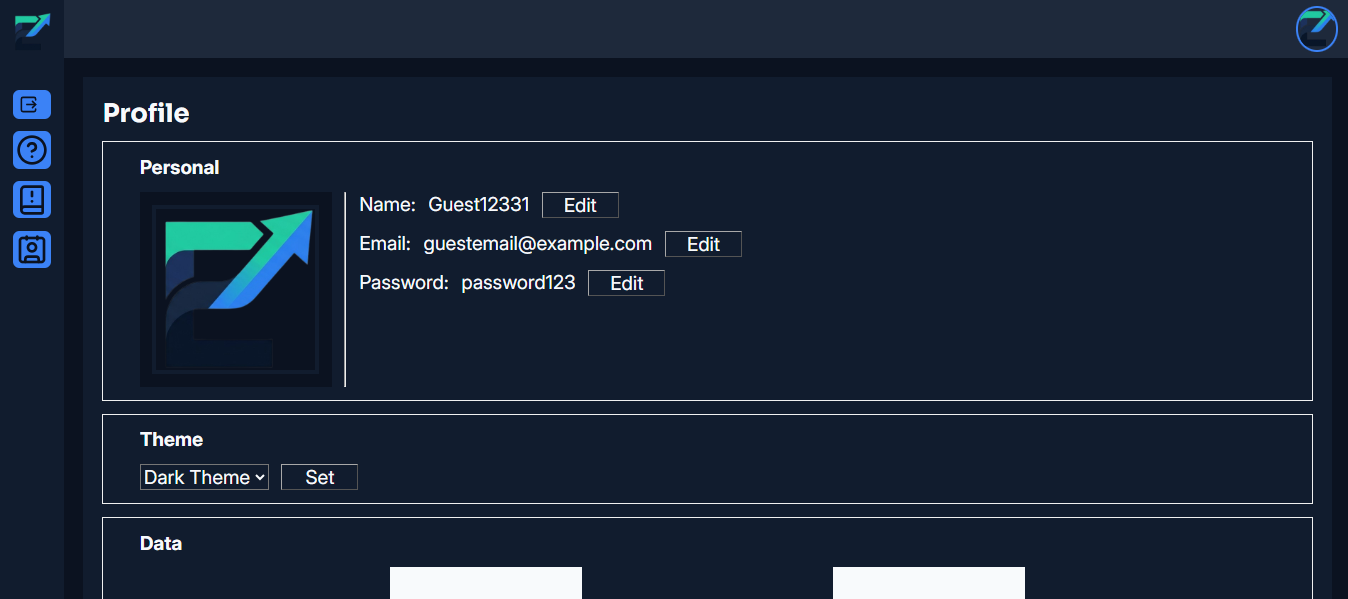 Profile
Personal
Name: Guest12331 Edit
Email: guestemail@example.com Edit
Password: password123 Edit
Theme
Dark Theme Set
Data